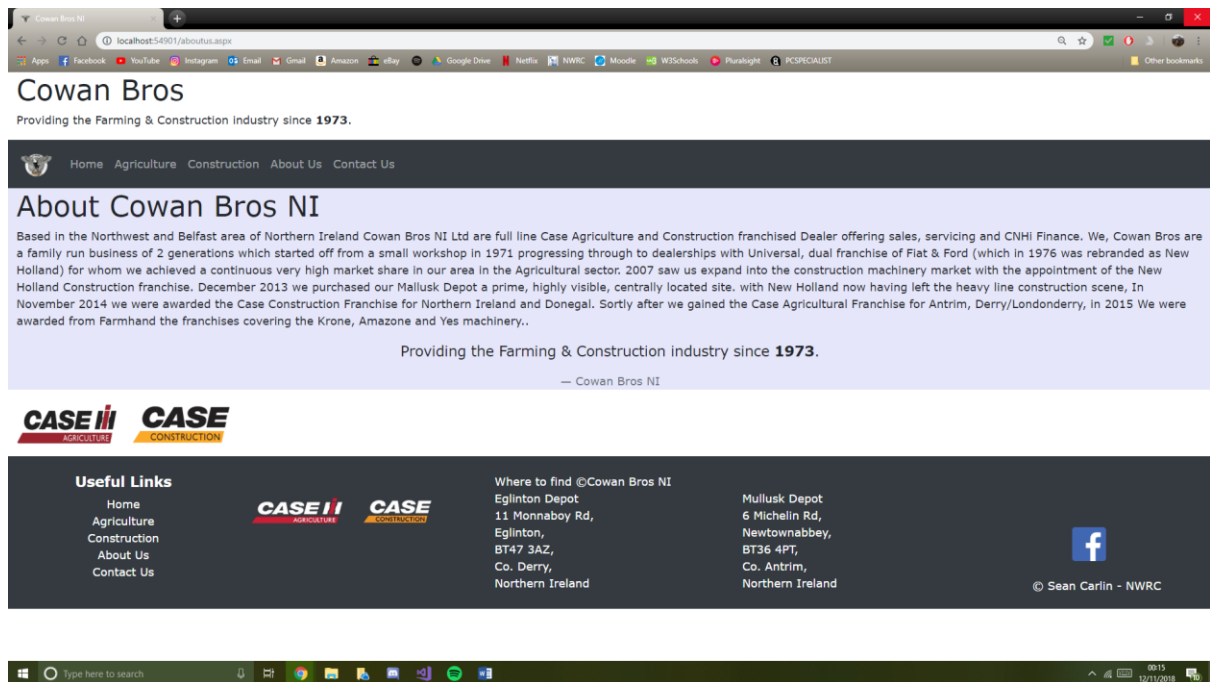 Cowan Bros NI
localhost:54901/aboutus.aspx
Apps Facebook YouTube Instagram Email Gmail Amazon eBay Google Drive Netflix NWRC Moodle W3Schools Pluralsight PCSPECIALIST Other bookmarks
Cowan Bros
Providing the Farming & Construction industry since 1973.
Home Agriculture Construction About Us Contact Us
About Cowan Bros NI
Based in the Northwest and Belfast area of Northern Ireland Cowan Bros NI Ltd are full line Case Agriculture and Construction franchised Dealer offering sales, servicing and CNHi Finance. We, Cowan Bros are
a family run business of 2 generations which started off from a small workshop in 1971 progressing through to dealerships with Universal, dual franchise of Fiat & Ford (which in 1976 was rebranded as New
Holland) for whom we achieved a continuous very high market share in our area in the Agricultural sector. 2007 saw us expand into the construction machinery market with the appointment of the New
Holland Construction franchise. December 2013 we purchased our Mallusk Depot a prime, highly visible, centrally located site. with New Holland now having left the heavy line construction scene, In
November 2014 we were awarded the Case Construction Franchise for Northern Ireland and Donegal. Sortly after we gained the Case Agricultural Franchise for Antrim, Derry/Londonderry, in 2015 We were
awarded from Farmhand the franchises covering the Krone, Amazone and Yes machinery..
Providing the Farming & Construction industry since 1973.
— Cowan Bros NI
CASE IH AGRICULTURE
CASE CONSTRUCTION
Useful Links
Home
Agriculture
Construction
About Us
Contact Us
CASE IH AGRICULTURE
CASE CONSTRUCTION
Where to find ©Cowan Bros NI
Eglinton Depot
11 Monnaboy Rd,
Eglinton,
BT47 3AZ,
Co. Derry,
Northern Ireland
Mullusk Depot
6 Michelin Rd,
Newtownabbey,
BT36 4PT,
Co. Antrim,
Northern Ireland
f
© Sean Carlin - NWRC
Type here to search
00:15
12/11/2018